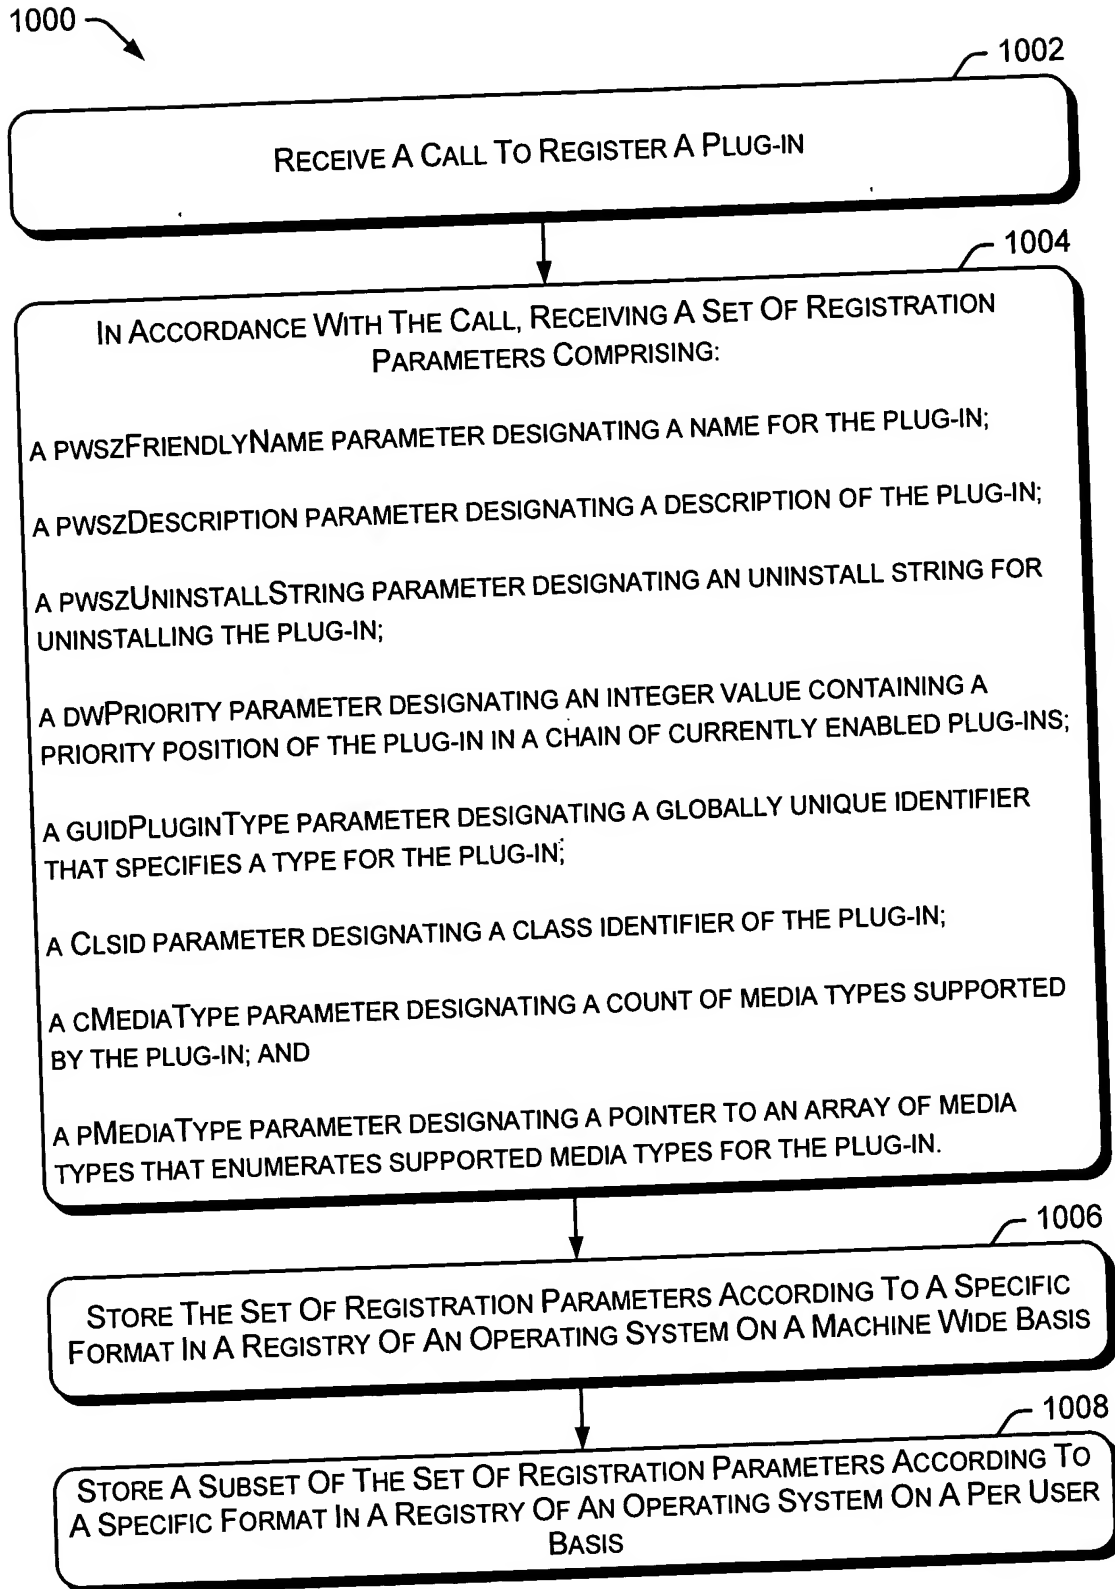 1000
1002
RECEIVE A CALL TO REGISTER A PLUG-IN
1004
IN ACCORDANCE WITH THE CALL, RECEIVING A SET OF REGISTRATION
PARAMETERS COMPRISING:
A PWSZFRIENDLYNAME PARAMETER DESIGNATING A NAME FOR THE PLUG-IN;
A PWSZDESCRIPTION PARAMETER DESIGNATING A DESCRIPTION OF THE PLUG-IN;
A PWSZUNINSTALLSTRING PARAMETER DESIGNATING AN UNINSTALL STRING FOR
UNINSTALLING THE PLUG-IN;
A DWPRIORITY PARAMETER DESIGNATING AN INTEGER VALUE CONTAINING A
PRIORITY POSITION OF THE PLUG-IN IN A CHAIN OF CURRENTLY ENABLED PLUG-INS;
A GUIDPLUGINTYPE PARAMETER DESIGNATING A GLOBALLY UNIQUE IDENTIFIER
THAT SPECIFIES A TYPE FOR THE PLUG-IN;
A CLSID PARAMETER DESIGNATING A CLASS IDENTIFIER OF THE PLUG-IN;
A CMEDIATYPE PARAMETER DESIGNATING A COUNT OF MEDIA TYPES SUPPORTED
BY THE PLUG-IN; AND
A PMEDIATYPE PARAMETER DESIGNATING A POINTER TO AN ARRAY OF MEDIA
TYPES THAT ENUMERATES SUPPORTED MEDIA TYPES FOR THE PLUG-IN.
1006
STORE THE SET OF REGISTRATION PARAMETERS ACCORDING TO A SPECIFIC
FORMAT IN A REGISTRY OF AN OPERATING SYSTEM ON A MACHINE WIDE BASIS
1008
STORE A SUBSET OF THE SET OF REGISTRATION PARAMETERS ACCORDING TO
A SPECIFIC FORMAT IN A REGISTRY OF AN OPERATING SYSTEM ON A PER USER
BASIS